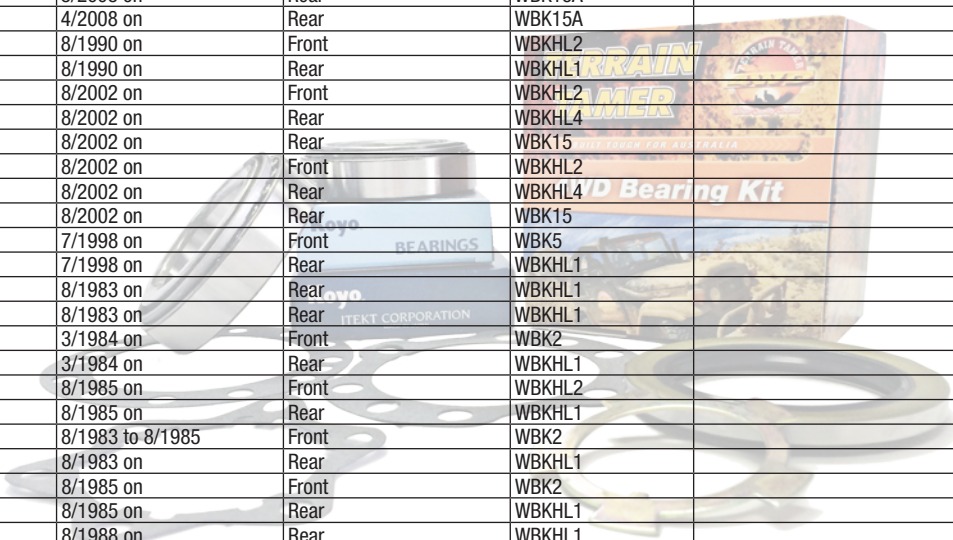 4/2008 on Rear WBK15A
8/1990 on Front WBKHL2
8/1990 on Rear WBKHL1
8/2002 on Front WBKHL2
8/2002 on Rear WBKHL4
8/2002 on Rear WBK15
8/2002 on Front WBKHL2
8/2002 on Rear WBKHL4
8/2002 on Rear WBK15
7/1998 on Front WBK5
7/1998 on Rear WBKHL1
8/1983 on Rear WBKHL1
8/1983 on Rear WBKHL1
3/1984 on Front WBK2
3/1984 on Rear WBKHL1
8/1985 on Front WBKHL2
8/1985 on Rear WBKHL1
8/1983 to 8/1985 Front WBK2
8/1983 on Rear WBKHL1
8/1985 on Front WBK2
8/1985 on Rear WBKHL1
8/1988 on Rear WBKHL1
TERRAIN
TAMER
BUILT TOUGH FOR AUSTRALIA
4WD Bearing Kit
Koyo
BEARINGS
Koyo
JTEKT CORPORATION